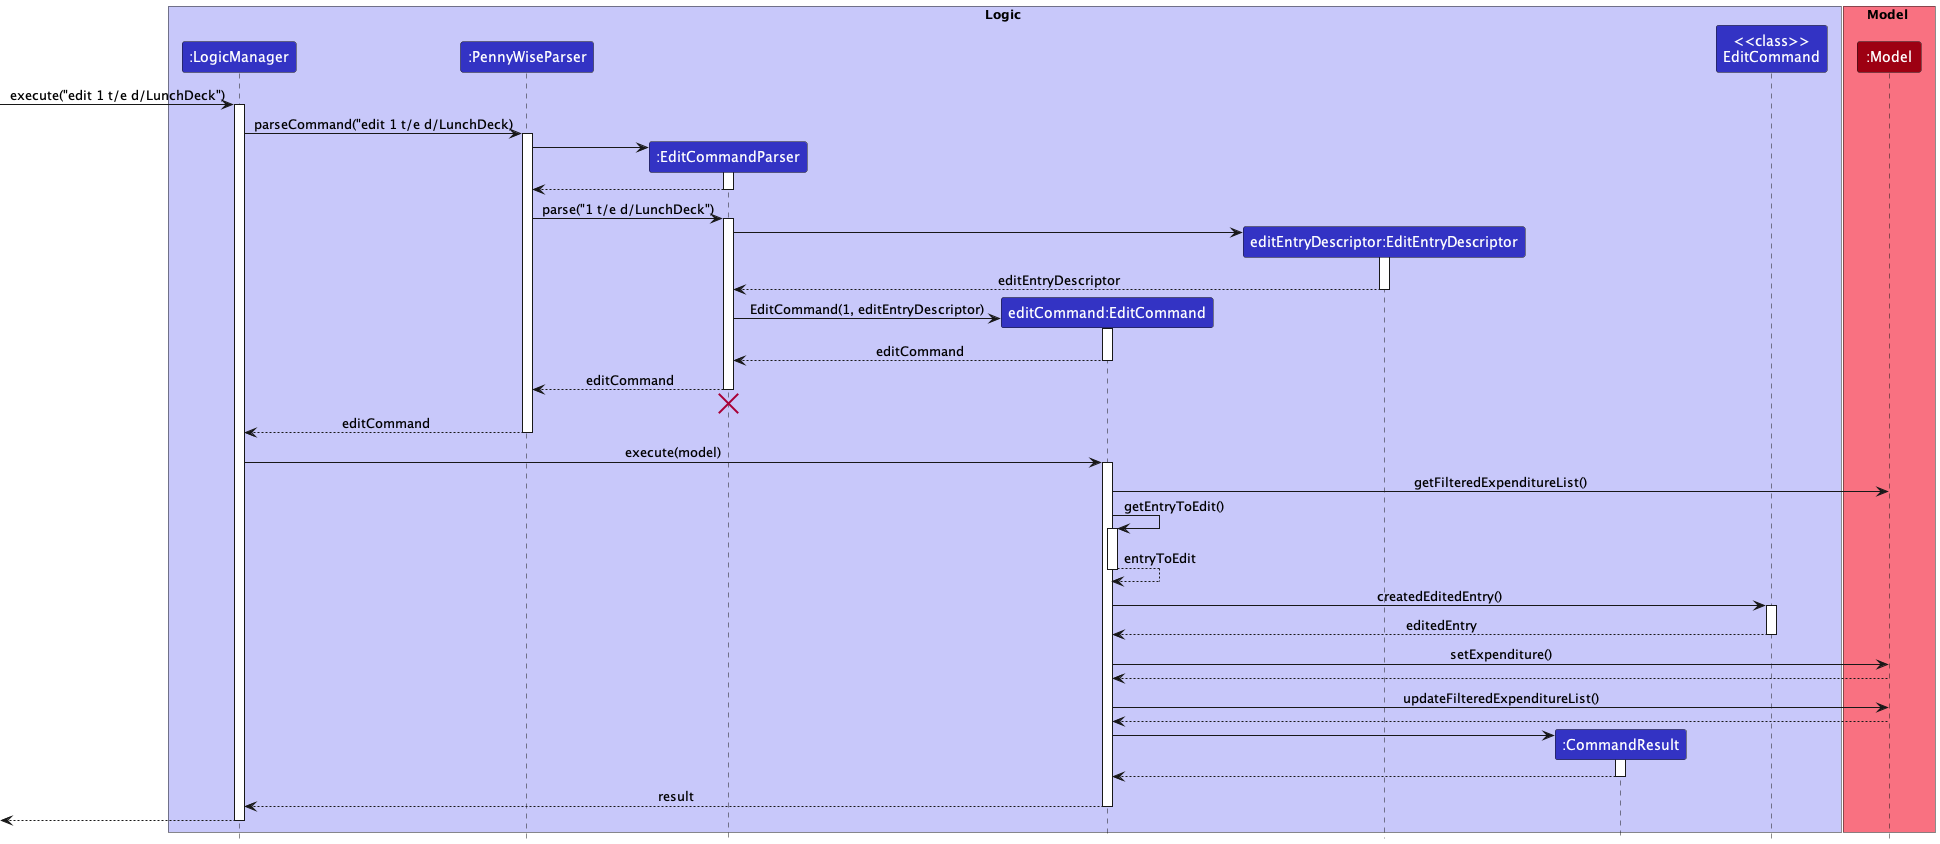 Logic
Model
<<class>>
EditCommand
:LogicManager
:PennyWiseParser
:Model
execute("edit 1 t/e d/LunchDeck")
parseCommand("edit 1 t/e d/LunchDeck)
:EditCommandParser
parse("1 t/e d/LunchDeck")
editEntryDescriptor:EditEntryDescriptor
editEntryDescriptor
EditCommand(1, editEntryDescriptor)
editCommand:EditCommand
editCommand
editCommand
editCommand
execute(model)
getFilteredExpenditureList()
getEntryToEdit()
entryToEdit
createdEditedEntry()
editedEntry
setExpenditure()
updateFilteredExpenditureList()
:CommandResult
result